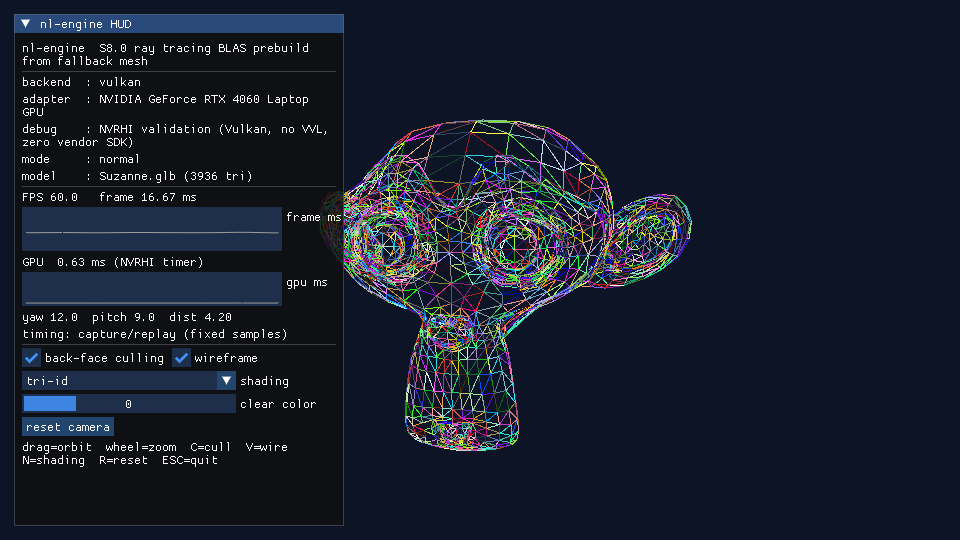 nl-engine HUD
nl-engine  S8.0 ray tracing BLAS prebuild
from fallback mesh
backend  : vulkan
adapter  : NVIDIA GeForce RTX 4060 Laptop
GPU
debug    : NVRHI validation (Vulkan, no VVL,
zero vendor SDK)
mode     : normal
model    : Suzanne.glb (3936 tri)
FPS 60.0   frame 16.67 ms
frame ms
GPU  0.63 ms (NVRHI timer)
gpu ms
yaw 12.0  pitch 9.0  dist 4.20
timing: capture/replay (fixed samples)
back-face culling  wireframe
tri-id  shading
0  clear color
reset camera
drag=orbit  wheel=zoom  C=cull  V=wire
N=shading  R=reset  ESC=quit